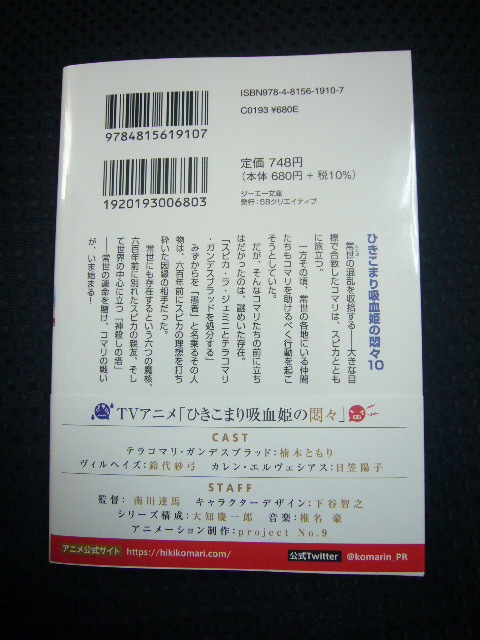 ISBN978-4-8156-1910-7
C0193 ¥680E
9784815619107
定価 748円
(本体 680円 + 税10%)
1920193006803
ジーエー文庫
発行:SBクリエイティブ
ひきこまり吸血姫の悶々10
常世の混乱を収拾する――大きな目
標で合致したコマリは、スピカととも
に旅立つ。
一方その頃、常世の各地にいる仲間
たちもコマリを助けるべく行動を起こ
そうとしていた。
だが、そんなコマリたちの前に立ち
はだかったのは、謎めいた存在。
「スピカ・ラ・ジェミニとテラコマリ
・ガンデスブラッドを処分する」
みずからを「愚者」と名乗るその人
物は、六百年前にスピカの理想を打ち
砕いた因縁の相手だった。
常世にも存在するという六つの魔核、
六百年前に別れたスピカの親友、そし
て世界の中心に立つ「神殺しの塔」
――常世の運命を賭け、コマリの戦い
が、いま始まる!
TVアニメ「ひきこまり吸血姫の悶々」
CAST
テラコマリ・ガンデスブラッド:楠木ともり
ヴィルヘイズ:鈴代紗弓 カレン・エルヴェシアス:日笠陽子
STAFF
監督:南川達馬 キャラクターデザイン:下谷智之
シリーズ構成:大知慶一郎 音楽:椎名 豪
アニメーション制作:project No.9
アニメ公式サイト https://hikikomari.com/ 公式Twitter @komarin_PR